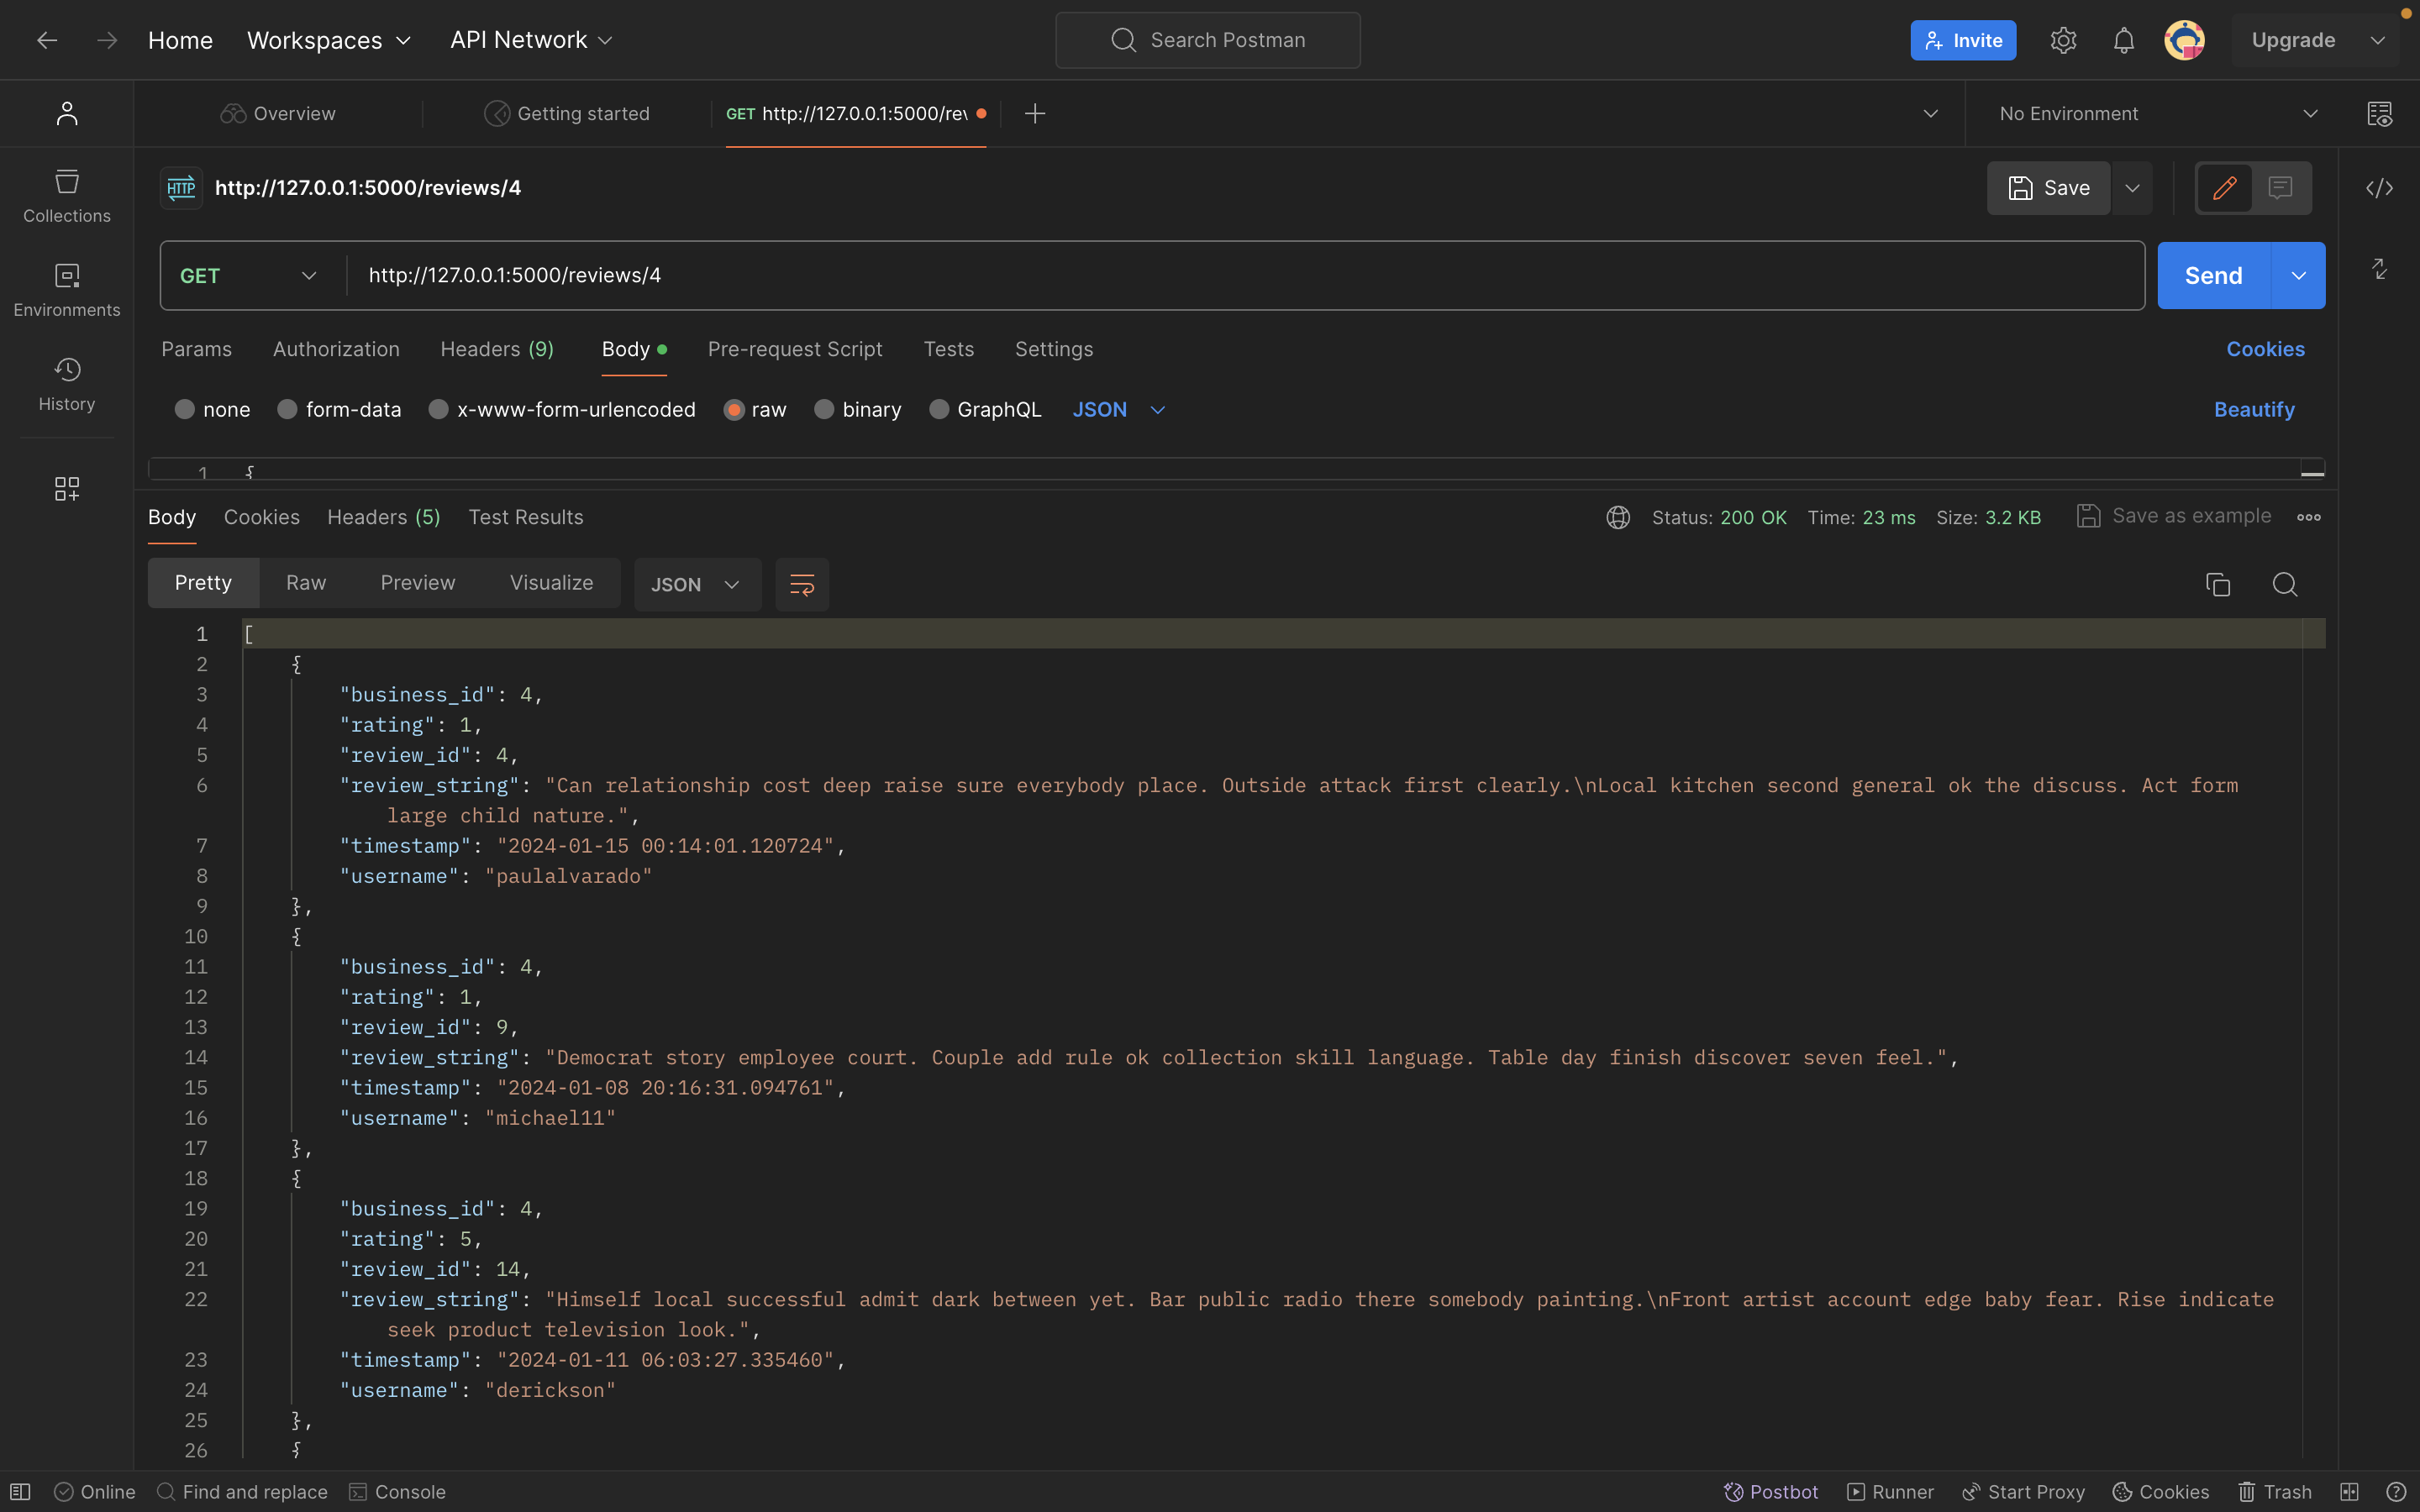 Home Workspaces API Network Search Postman Invite Upgrade
Overview Getting started GET http://127.0.0.1:5000/rev No Environment
HTTP http://127.0.0.1:5000/reviews/4 Save
Collections
Environments
History
GET http://127.0.0.1:5000/reviews/4 Send
Params Authorization Headers (9) Body Pre-request Script Tests Settings Cookies
none form-data x-www-form-urlencoded raw binary GraphQL JSON Beautify
1 {
Body Cookies Headers (5) Test Results Status: 200 OK Time: 23 ms Size: 3.2 KB Save as example
Pretty Raw Preview Visualize JSON
1 [
2 {
3 "business_id": 4,
4 "rating": 1,
5 "review_id": 4,
6 "review_string": "Can relationship cost deep raise sure everybody place. Outside attack first clearly.\nLocal kitchen second general ok the discuss. Act form
large child nature.",
7 "timestamp": "2024-01-15 00:14:01.120724",
8 "username": "paulalvarado"
9 },
10 {
11 "business_id": 4,
12 "rating": 1,
13 "review_id": 9,
14 "review_string": "Democrat story employee court. Couple add rule ok collection skill language. Table day finish discover seven feel.",
15 "timestamp": "2024-01-08 20:16:31.094761",
16 "username": "michael11"
17 },
18 {
19 "business_id": 4,
20 "rating": 5,
21 "review_id": 14,
22 "review_string": "Himself local successful admit dark between yet. Bar public radio there somebody painting.\nFront artist account edge baby fear. Rise indicate
seek product television look.",
23 "timestamp": "2024-01-11 06:03:27.335460",
24 "username": "derickson"
25 },
26 {
Online Find and replace Console Postbot Runner Start Proxy Cookies Trash